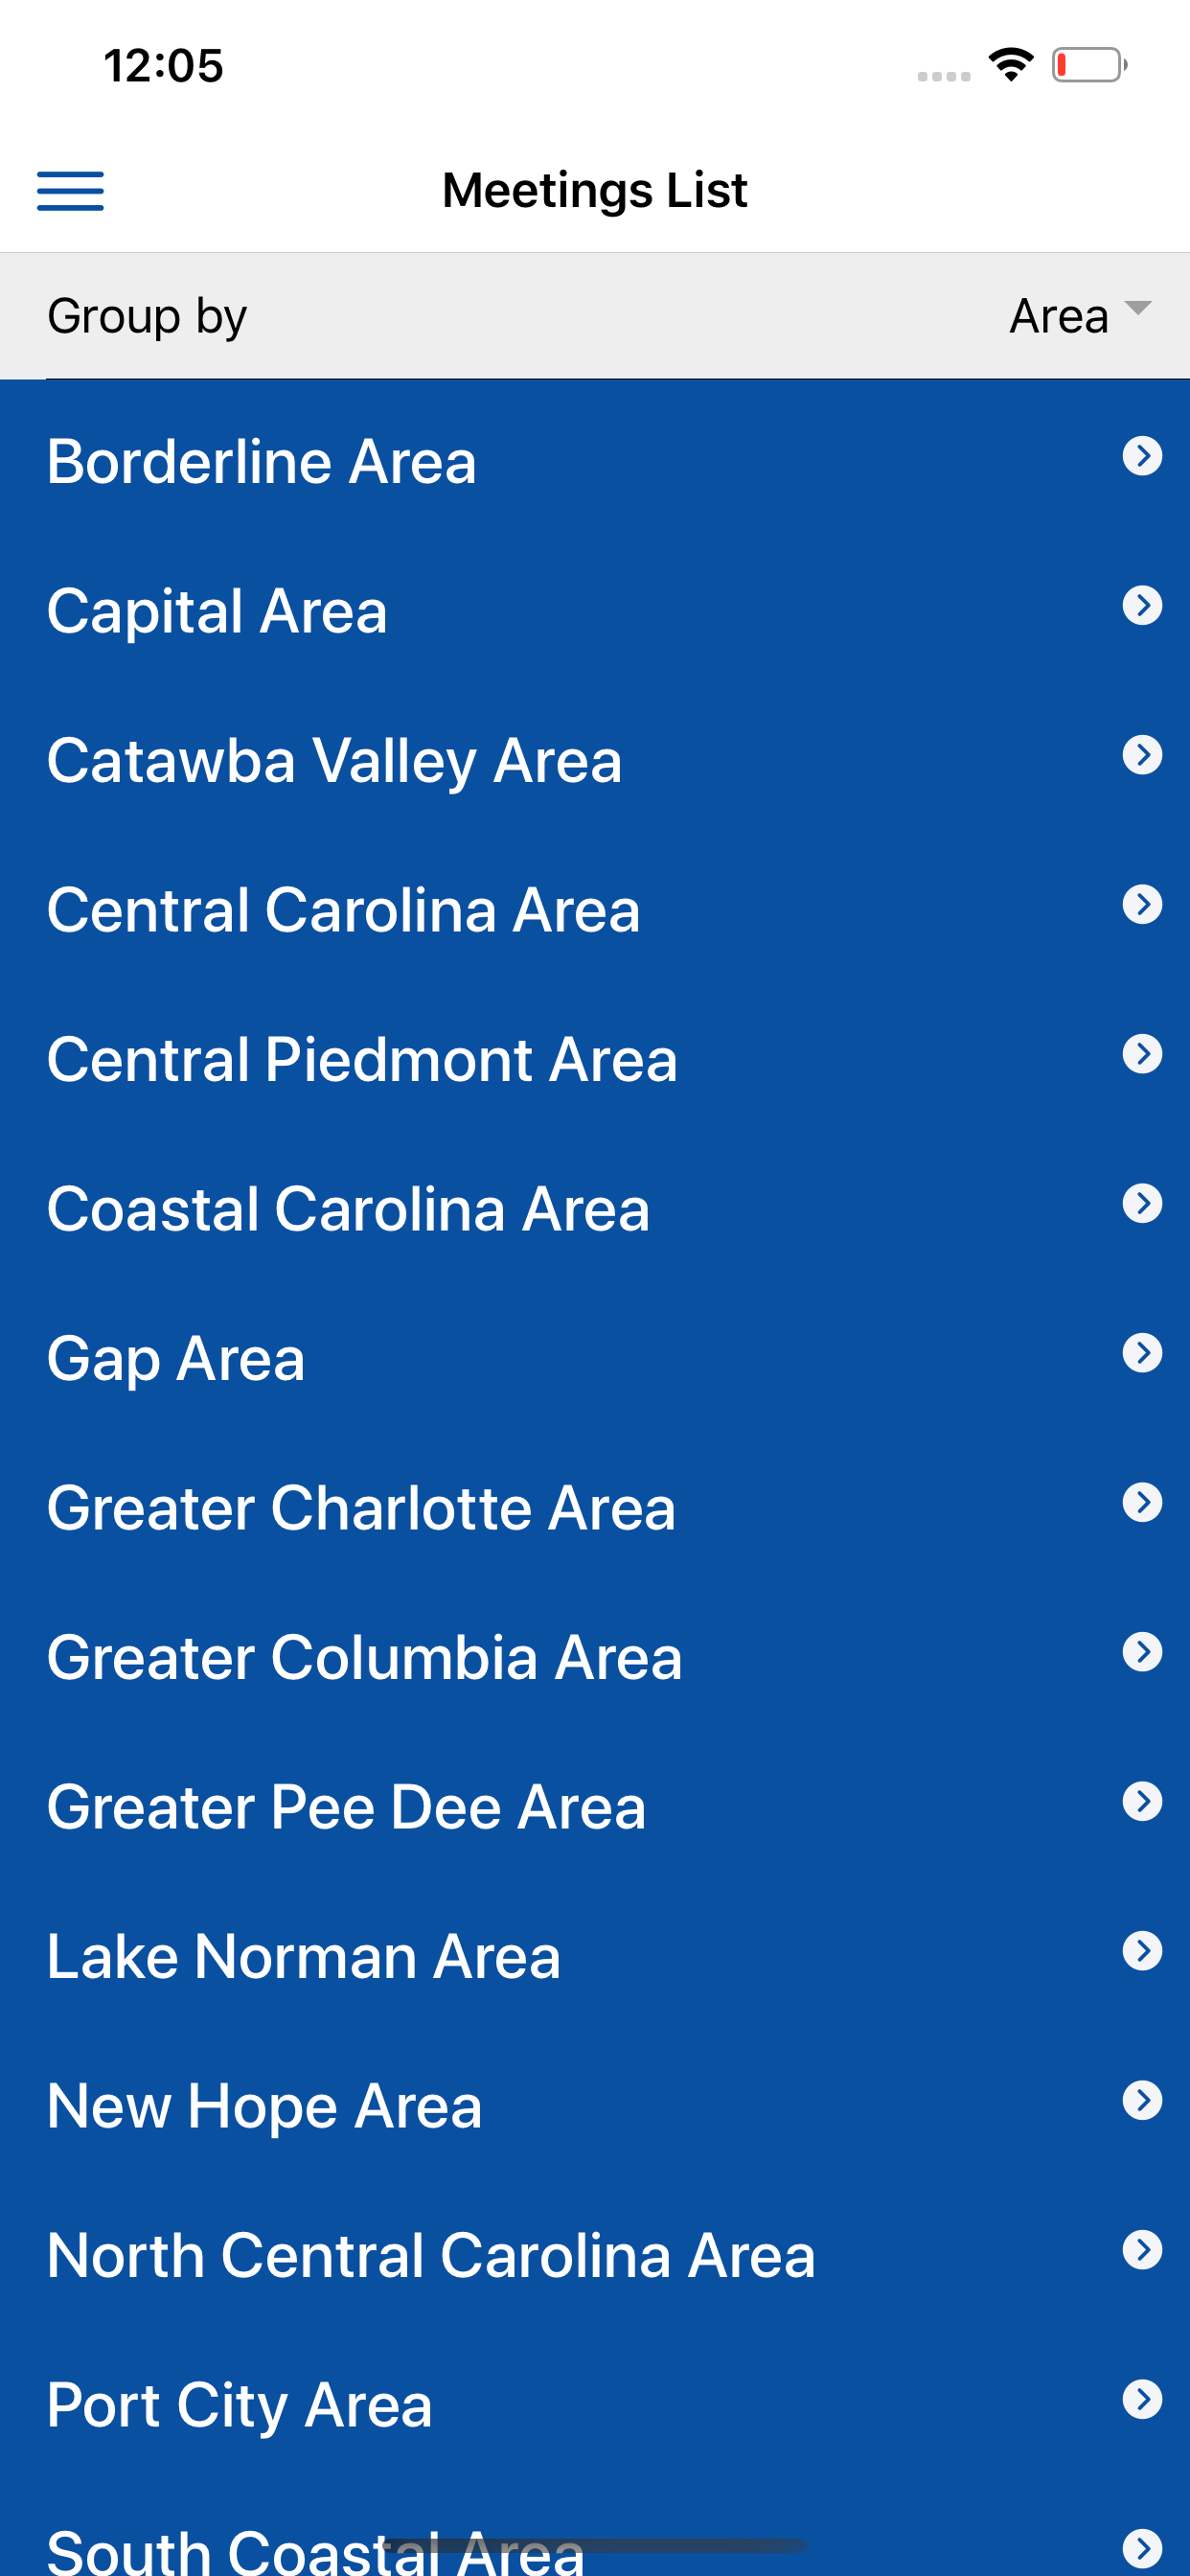 12:05
Meetings List
Group by Area
Borderline Area
Capital Area
Catawba Valley Area
Central Carolina Area
Central Piedmont Area
Coastal Carolina Area
Gap Area
Greater Charlotte Area
Greater Columbia Area
Greater Pee Dee Area
Lake Norman Area
New Hope Area
North Central Carolina Area
Port City Area
South Coastal Area